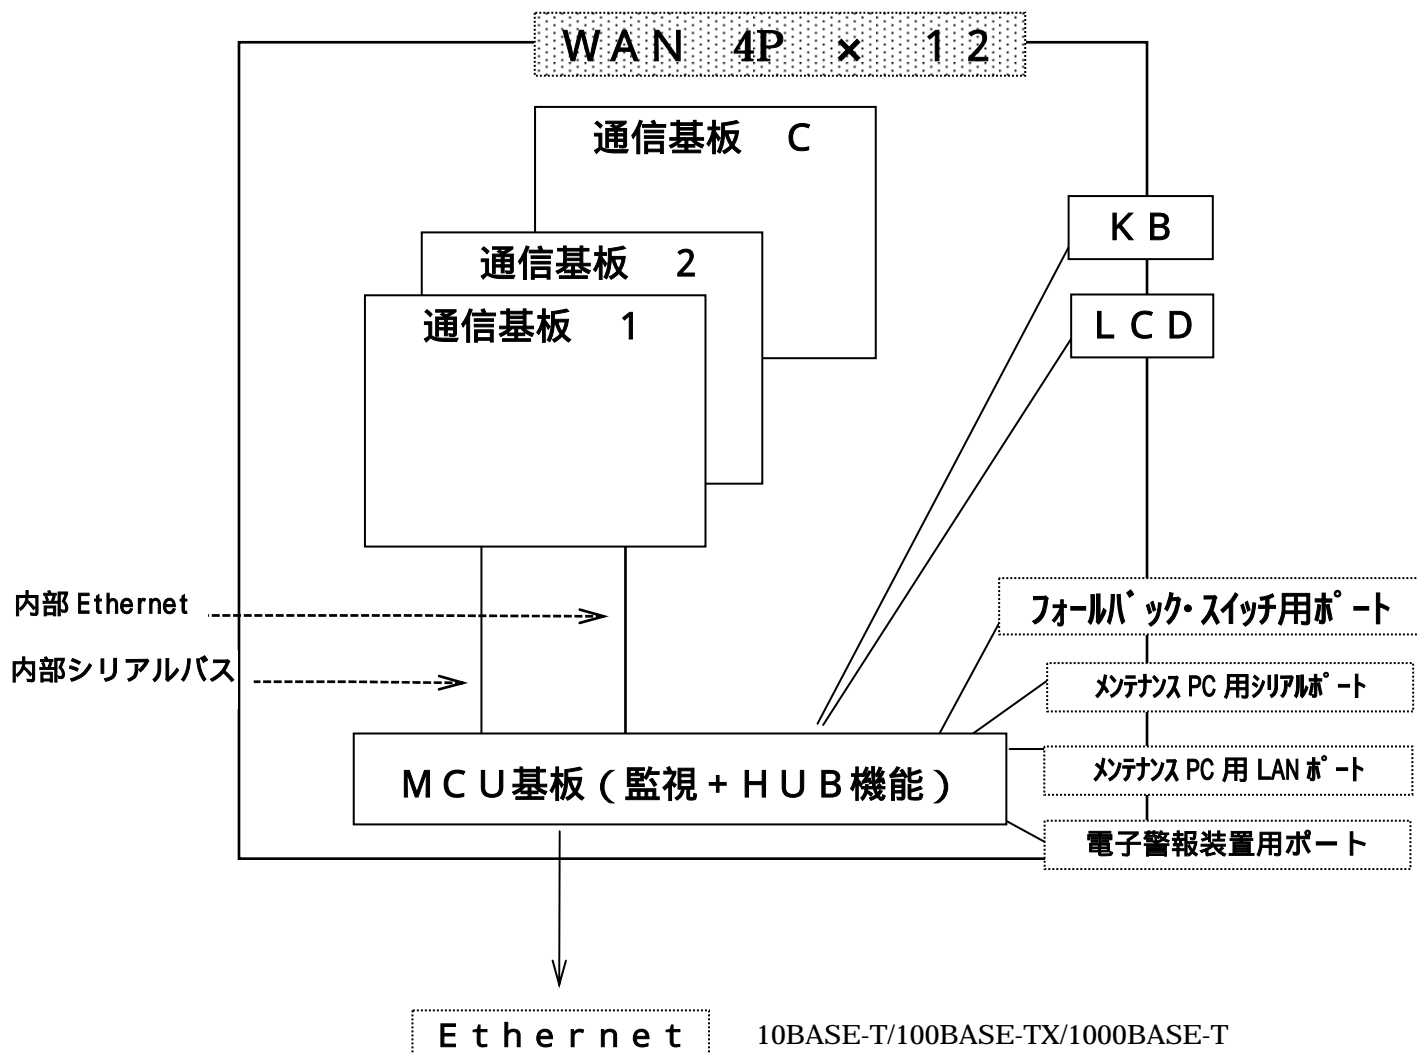 ＷＡＮ　4P　×　１２
通信基板　Ｃ
ＫＢ
通信基板　２
ＬＣＤ
通信基板　１
内部 Ethernet
フォールバック・スイッチ用ポート
内部シリアルバス
ﾒﾝﾃﾅﾝｽ PC 用ｼﾘｱﾙﾎﾟｰﾄ
ﾒﾝﾃﾅﾝｽ PC 用 LAN ﾎﾟｰﾄ
ＭＣＵ基板（監視＋ＨＵＢ機能）
電子警報装置用ポート
Ｅｔｈｅｒｎｅｔ　10BASE-T/100BASE-TX/1000BASE-T